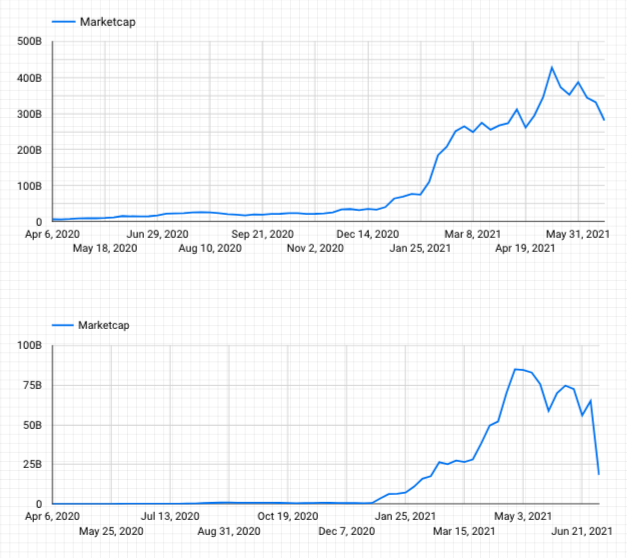 Marketcap
500B
400B
300B
200B
100B
0
Apr 6, 2020 Jun 29, 2020 Sep 21, 2020 Dec 14, 2020 Mar 8, 2021 May 31, 2021
May 18, 2020 Aug 10, 2020 Nov 2, 2020 Jan 25, 2021 Apr 19, 2021
Marketcap
100B
75B
50B
25B
0
Apr 6, 2020 Jul 13, 2020 Oct 19, 2020 Jan 25, 2021 May 3, 2021
May 25, 2020 Aug 31, 2020 Dec 7, 2020 Mar 15, 2021 Jun 21, 2021